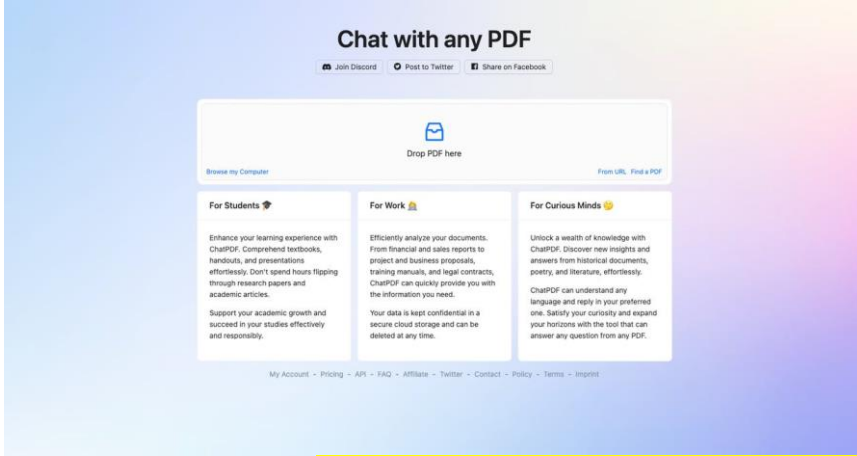 Chat with any PDF
Join Discord
Post to Twitter
Share on Facebook
Drop PDF here
Browse my Computer
From URL
Find a PDF
For Students 🎓
Enhance your learning experience with
ChatPDF. Comprehend textbooks,
handouts, and presentations
effortlessly. Don't spend hours flipping
through research papers and
academic articles.
Support your academic growth and
succeed in your studies effectively
and responsibly.
For Work
Efficiently analyze your documents.
From financial and sales reports to
project and business proposals,
training manuals, and legal contracts,
ChatPDF can quickly provide you with
the information you need.
Your data is kept confidential in a
secure cloud storage and can be
deleted at any time.
For Curious Minds
Unlock a wealth of knowledge with
ChatPDF. Discover new insights and
answers from historical documents,
poetry, and literature, effortlessly.
ChatPDF can understand any
language and reply in your preferred
one. Satisfy your curiosity and expand
your horizons with the tool that can
answer any question from any PDF.
My Account - Pricing - API - FAQ - Affiliate - Twitter - Contact - Policy - Terms - Imprint